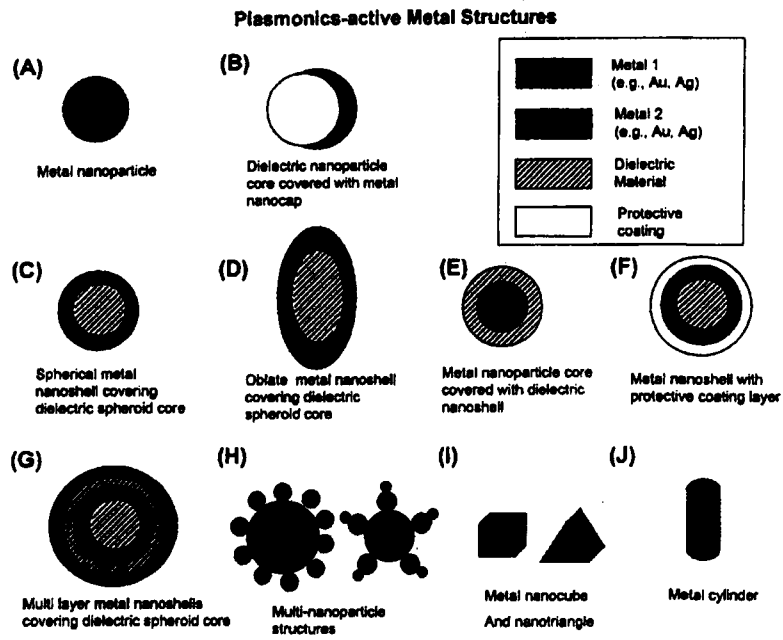 Plasmonics-active Metal Structures
(A)
Metal nanoparticle
(B)
Dielectric nanoparticle
core covered with metal
nanocap
Metal 1
(e.g., Au, Ag)
Metal 2
(e.g., Au, Ag)
Dielectric
Material
Protective
coating
(C)
Spherical metal
nanoshell covering
dielectric spheroid core
(D)
Oblate metal nanoshell
covering dielectric
spheroid core
(E)
Metal nanoparticle core
covered with dielectric
nanoshell
(F)
Metal nanoshell with
protective coating layer
(G)
Multi layer metal nanoshells
covering dielectric spheroid core
(H)
Multi-nanoparticle
structures
(I)
Metal nanocube
And nanotriangle
(J)
Metal cylinder